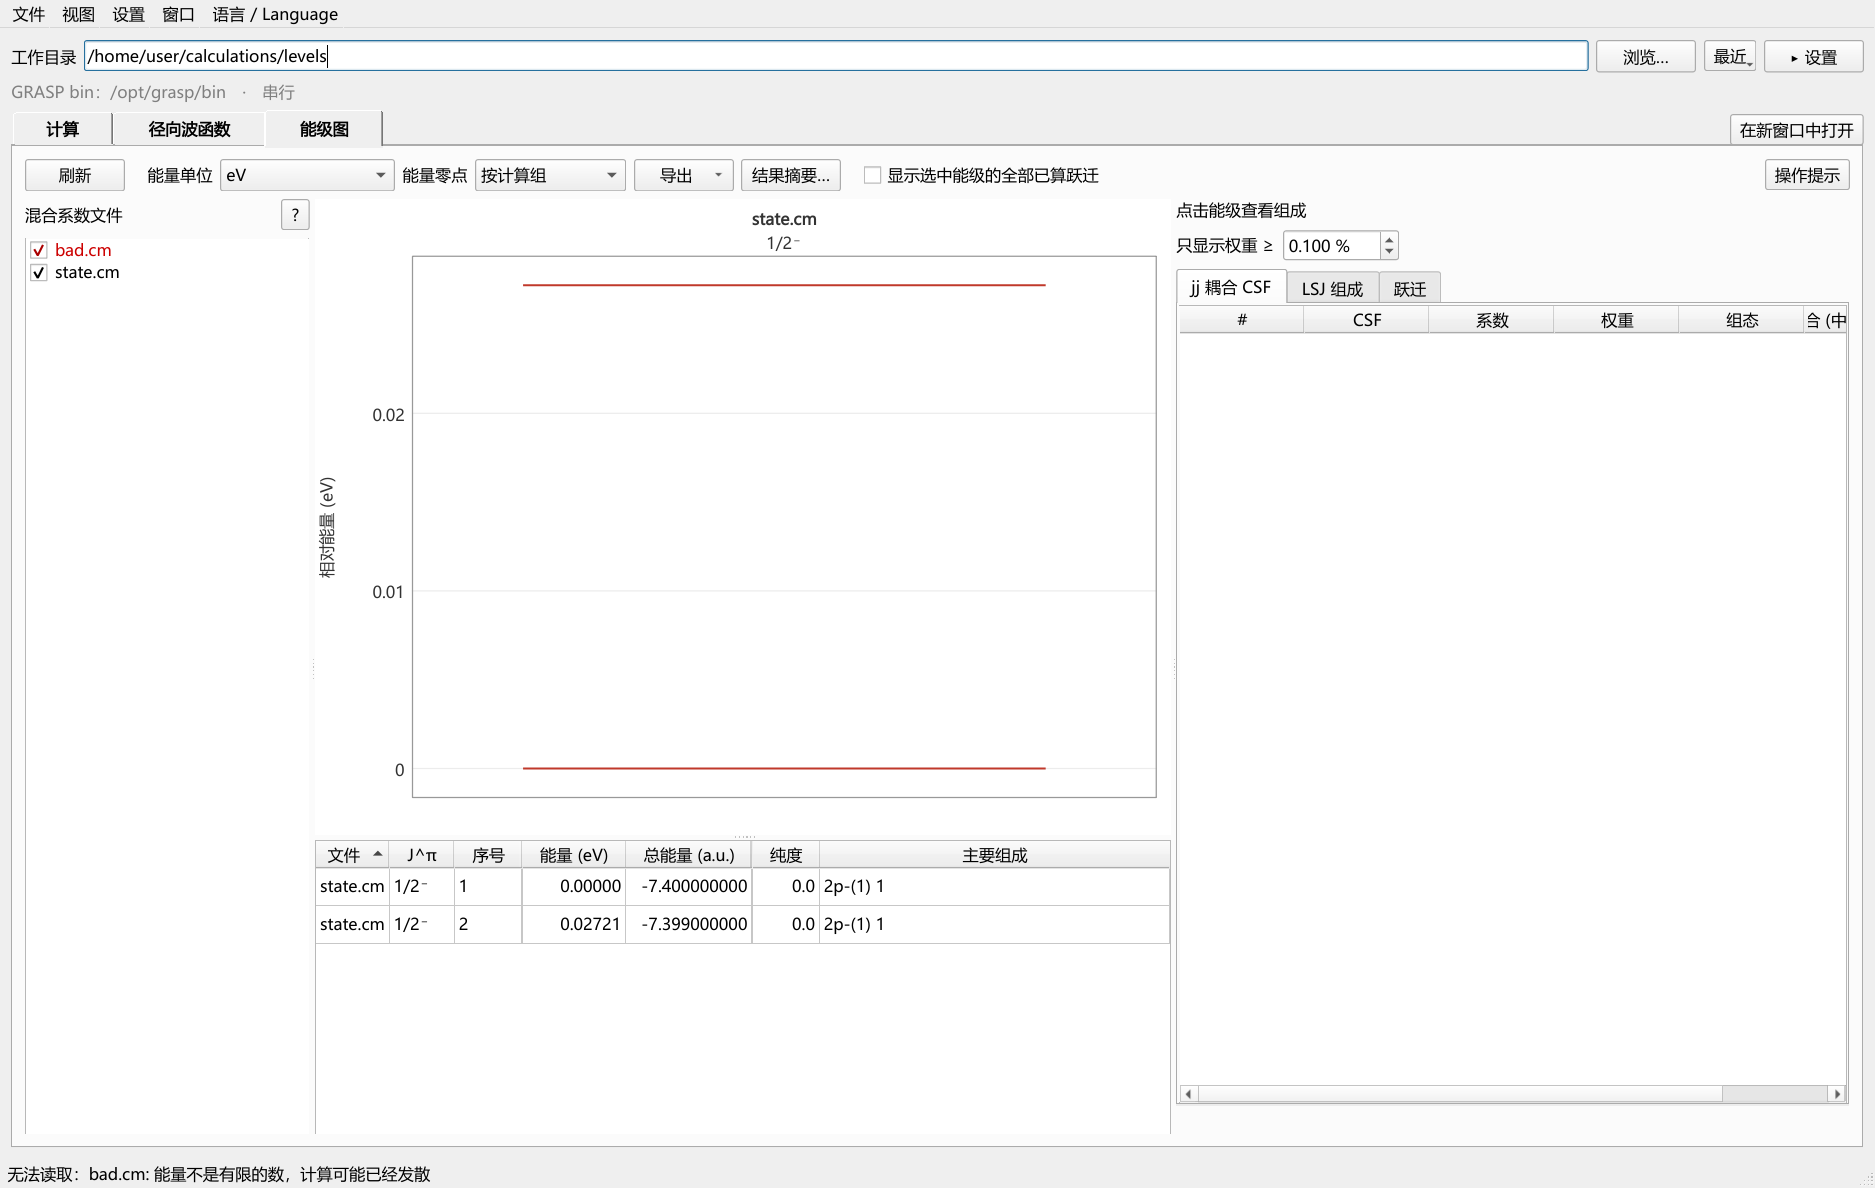 文件 视图 设置 窗口 语言 / Language
工作目录 /home/user/calculations/levels 浏览... 最近 ▸ 设置
GRASP bin: /opt/grasp/bin · 串行
计算 径向波函数 能级图 在新窗口中打开
刷新 能量单位 eV 能量零点 按计算组 导出 结果摘要... 显示选中能级的全部已算跃迁 操作提示
混合系数文件 ?
bad.cm
state.cm
state.cm
1/2⁻
0.02
0.01
0
相对能量 (eV)
文件 J^π 序号 能量 (eV) 总能量 (a.u.) 纯度 主要组成
state.cm 1/2⁻ 1 0.00000 -7.400000000 0.0 2p-(1) 1
state.cm 1/2⁻ 2 0.02721 -7.399000000 0.0 2p-(1) 1
点击能级查看组成
只显示权重 ≥ 0.100 %
jj 耦合 CSF LSJ 组成 跃迁
# CSF 系数 权重 组态 合 (中
无法读取：bad.cm: 能量不是有限的数，计算可能已经发散